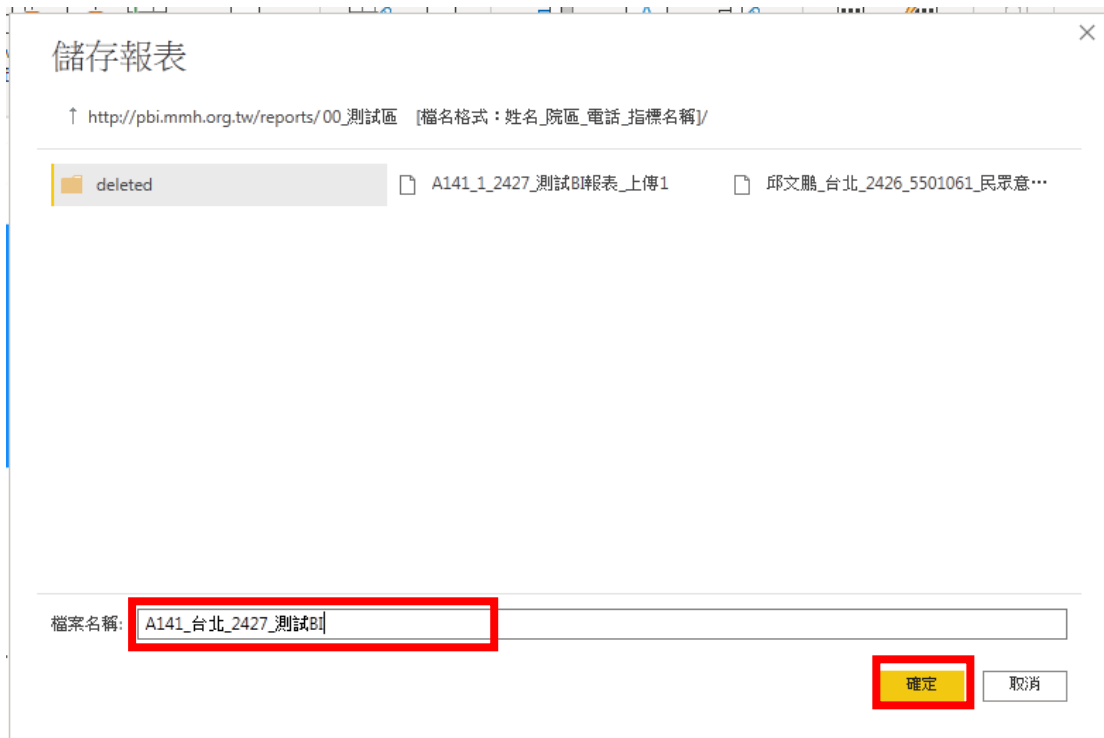 儲存報表
↑ http://pbi.mmh.org.tw/reports/00_測試區 [檔名格式：姓名_院區_電話_指標名稱]/
deleted A141_1_2427_測試BI報表_上傳1 邱文鵬_台北_2426_5501061_民眾意…
檔案名稱: A141_台北_2427_測試BI
確定 取消